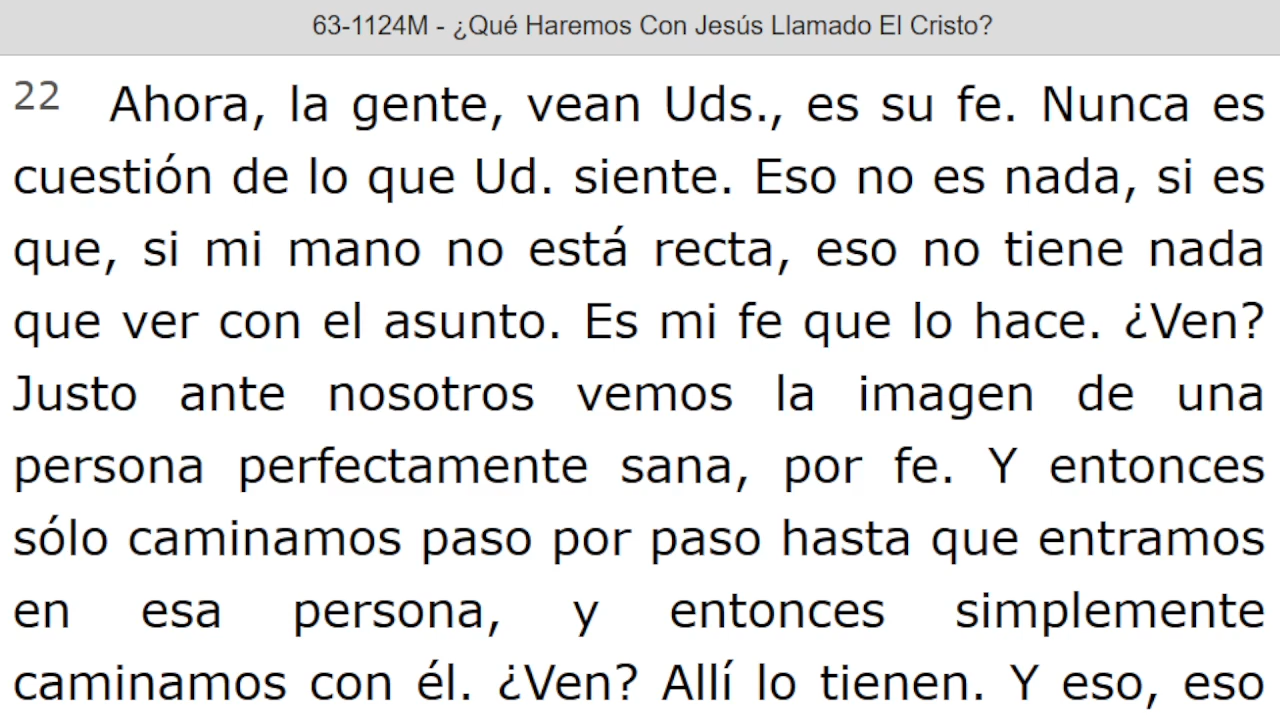 63-1124M - ¿Qué Haremos Con Jesús Llamado El Cristo?
22 Ahora, la gente, vean Uds., es su fe. Nunca es
cuestión de lo que Ud. siente. Eso no es nada, si es
que, si mi mano no está recta, eso no tiene nada
que ver con el asunto. Es mi fe que lo hace. ¿Ven?
Justo ante nosotros vemos la imagen de una
persona perfectamente sana, por fe. Y entonces
sólo caminamos paso por paso hasta que entramos
en esa persona, y entonces simplemente
caminamos con él. ¿Ven? Allí lo tienen. Y eso, eso